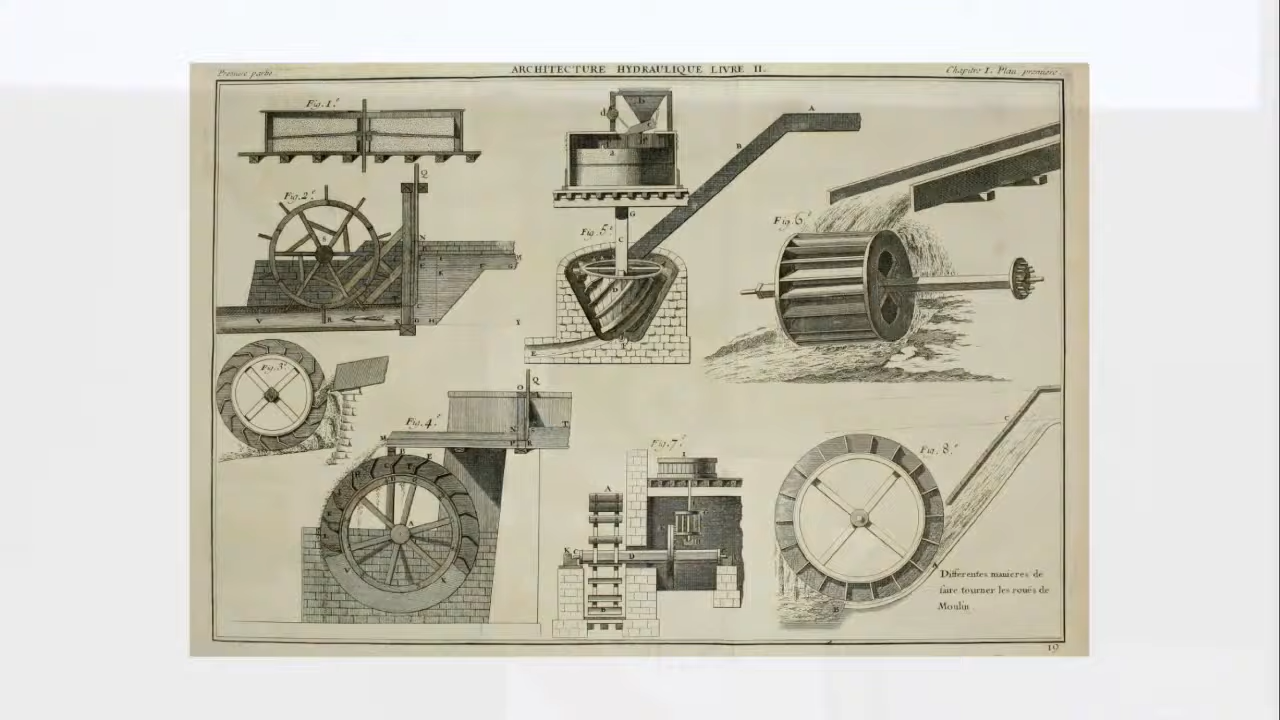 Premiere partie
ARCHITECTURE HYDRAULIQUE LIVRE II.
Chapitre I. Plan. premiere
Fig. 1.e
Fig. 2.e
Q
Fig. 5.e
A
B
G
C
D
E
Fig. 6.e
Fig. 3.e
Fig. 4.e
Q
M
T
A
Fig. 7.e
A
D
B
Fig. 8.e
C
A
B
Differentes manieres de
faire tourner les roües de
Moulin
19